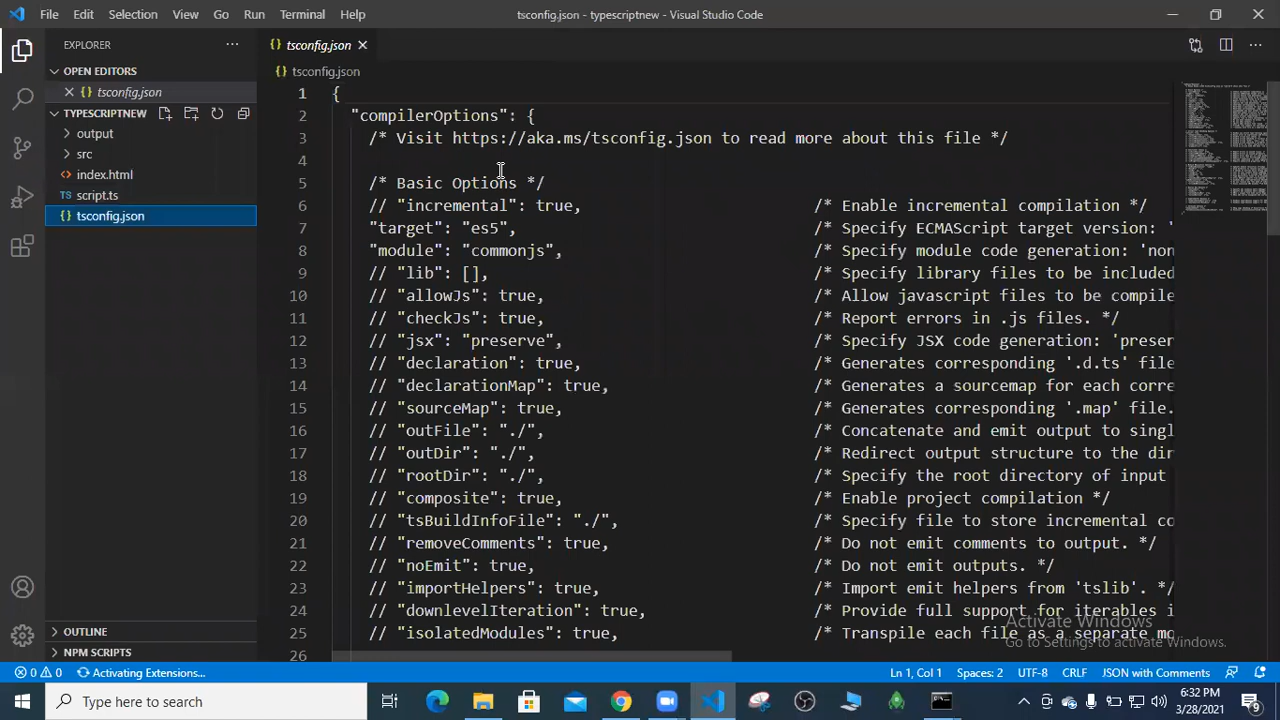 File Edit Selection View Go Run Terminal Help
tsconfig.json - typescriptnew - Visual Studio Code
EXPLORER
OPEN EDITORS
{} tsconfig.json
TYPESCRIPTNEW
output
src
index.html
TS script.ts
{} tsconfig.json
OUTLINE
NPM SCRIPTS
{} tsconfig.json
{} tsconfig.json
1 {
2 "compilerOptions": {
3 /* Visit https://aka.ms/tsconfig.json to read more about this file */
4
5 /* Basic Options */
6 // "incremental": true, /* Enable incremental compilation */
7 "target": "es5", /* Specify ECMAScript target version: '
8 "module": "commonjs", /* Specify module code generation: 'non
9 // "lib": [], /* Specify library files to be included
10 // "allowJs": true, /* Allow javascript files to be compile
11 // "checkJs": true, /* Report errors in .js files. */
12 // "jsx": "preserve", /* Specify JSX code generation: 'preser
13 // "declaration": true, /* Generates corresponding '.d.ts' file
14 // "declarationMap": true, /* Generates a sourcemap for each corre
15 // "sourceMap": true, /* Generates corresponding '.map' file.
16 // "outFile": "./", /* Concatenate and emit output to singl
17 // "outDir": "./", /* Redirect output structure to the dir
18 // "rootDir": "./", /* Specify the root directory of input
19 // "composite": true, /* Enable project compilation */
20 // "tsBuildInfoFile": "./", /* Specify file to store incremental co
21 // "removeComments": true, /* Do not emit comments to output. */
22 // "noEmit": true, /* Do not emit outputs. */
23 // "importHelpers": true, /* Import emit helpers from 'tslib'. */
24 // "downlevelIteration": true, /* Provide full support for iterables i
25 // "isolatedModules": true, /* Transpile each file as a separate mo
26
Activate Windows
Go to Settings to activate Windows.
0 0 Activating Extensions... Ln 1, Col 1 Spaces: 2 UTF-8 CRLF JSON with Comments
Type here to search
6:32 PM
3/28/2021
9